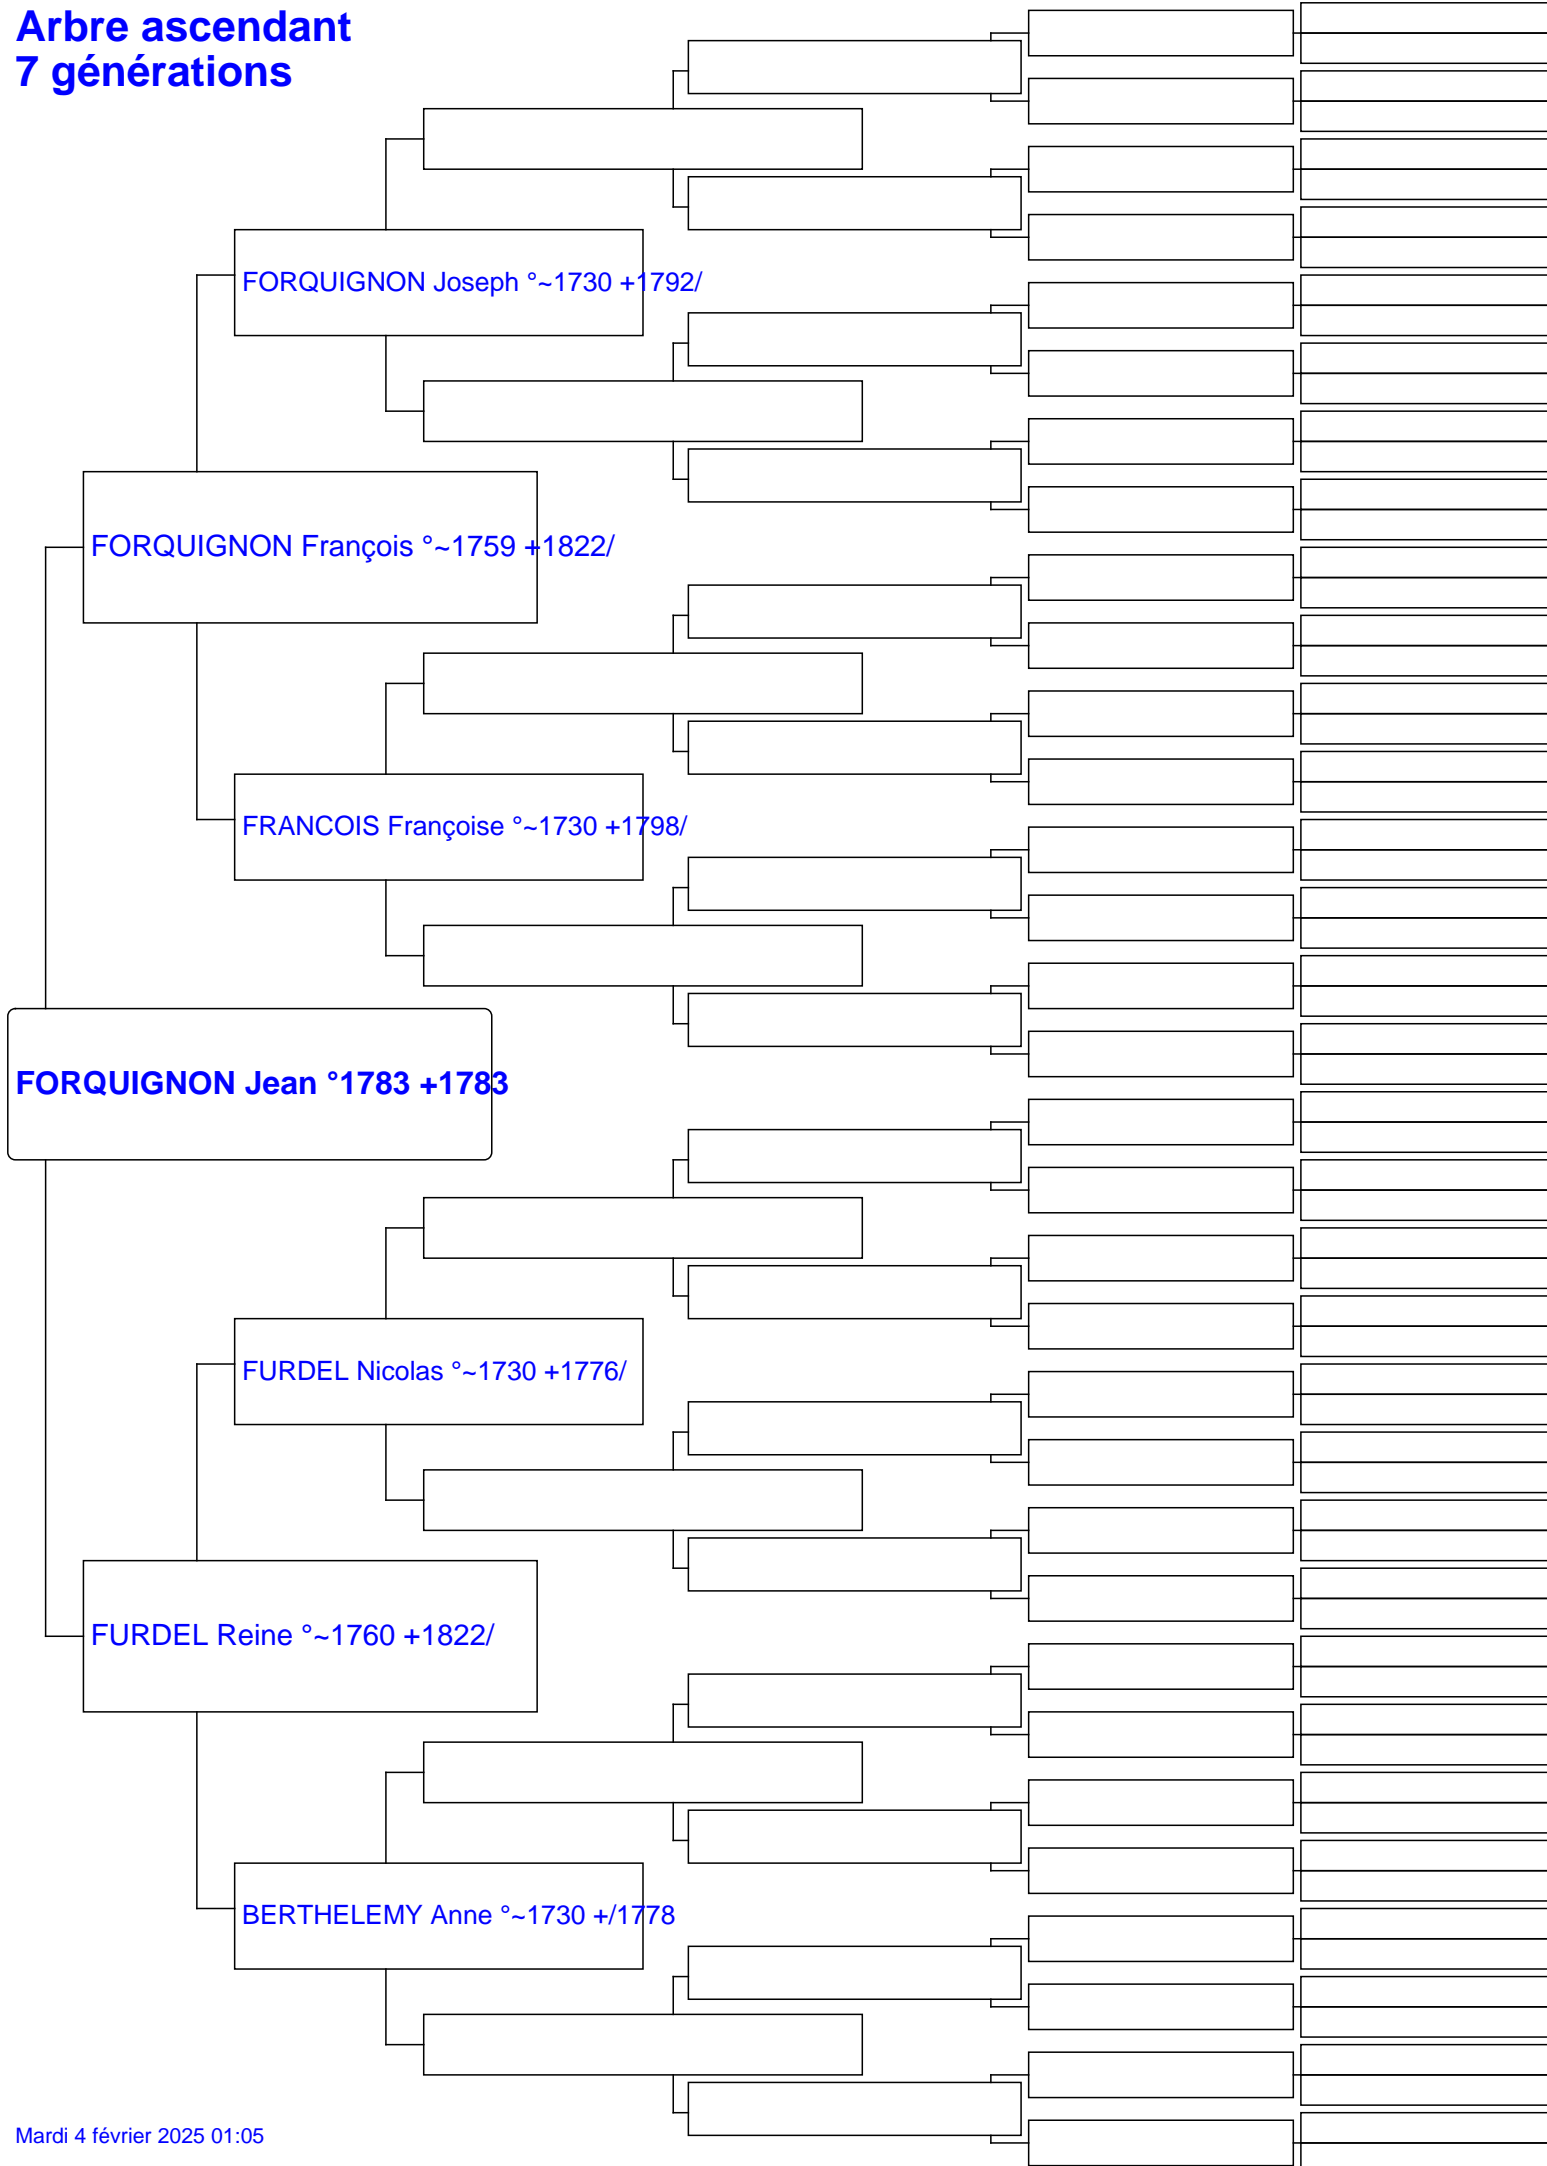 Arbre ascendant
7 générations
FORQUIGNON Joseph °~1730 +1792/
FORQUIGNON François °~1759 +1822/
FRANCOIS Françoise °~1730 +1798/
FORQUIGNON Jean °1783 +1783
FURDEL Nicolas °~1730 +1776/
FURDEL Reine °~1760 +1822/
BERTHELEMY Anne °~1730 +/1778
Mardi 4 février 2025 01:05